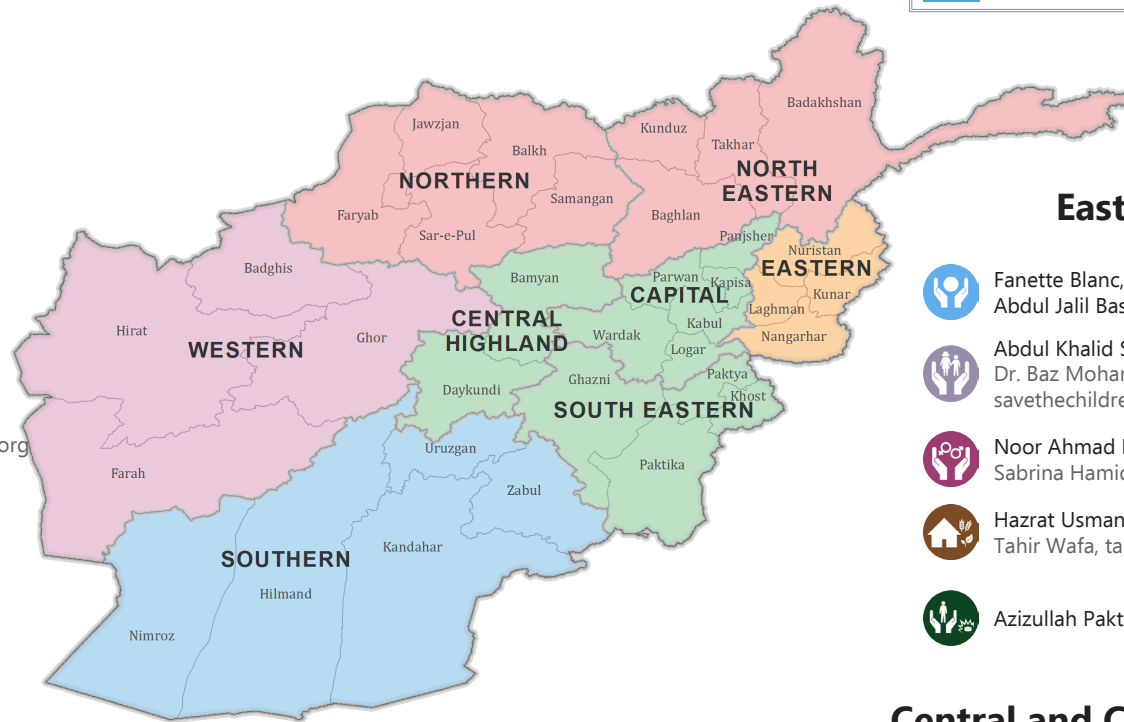 Badakhshan
Jawzjan
Kunduz
Balkh
Takhar
NORTHERN
NORTH
EASTERN
Samangan
Faryab
Baghlan
Sar-e-Pul
Panjsher
Nuristan
Badghis
EASTERN
Bamyan
Parwan
Kapisa
CAPITAL
Kunar
Laghman
Hirat
CENTRAL
HIGHLAND
Kabul
Ghor
Wardak
Nangarhar
WESTERN
Logar
Paktya
Ghazni
Daykundi
Khost
SOUTH EASTERN
org
Uruzgan
Paktika
Farah
Zabul
Kandahar
SOUTHERN
Hilmand
Nimroz
East
Fanette Blanc,
Abdul Jalil Bas
Abdul Khalid S
Dr. Baz Mohan
savethechildre
Noor Ahmad
Sabrina Hamid
Hazrat Usman
Tahir Wafa, ta
Azizullah Pakt
Central and C